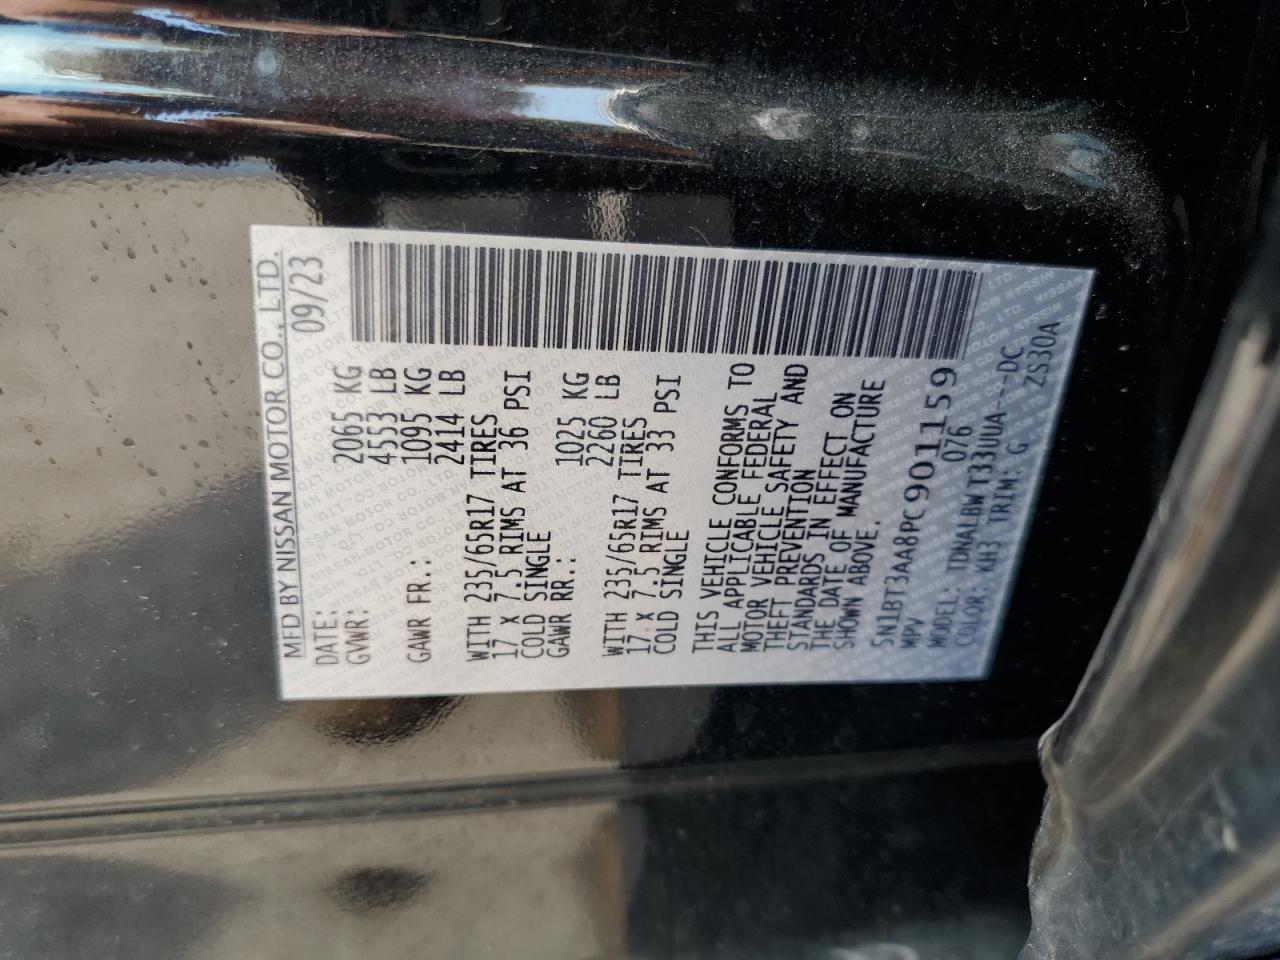 MFD BY NISSAN MOTOR CO., LTD.
DATE: 09/23
GVWR: 2065 KG
4553 LB
GAWR FR.: 1095 KG
2414 LB
WITH 235/65R17 TIRES
17 X 7.5 RIMS AT 36 PSI
COLD SINGLE
GAWR RR.: 1025 KG
2260 LB
WITH 235/65R17 TIRES
17 X 7.5 RIMS AT 33 PSI
COLD SINGLE
THIS VEHICLE CONFORMS TO
ALL APPLICABLE FEDERAL
MOTOR VEHICLE SAFETY AND
THEFT PREVENTION
STANDARDS IN EFFECT ON
THE DATE OF MANUFACTURE
SHOWN ABOVE.
5N1BT3AA8PC901159
MPV 076
MODEL: TDNALBWT33UUA---DC
COLOR: KH3 TRIM: G ZS30A